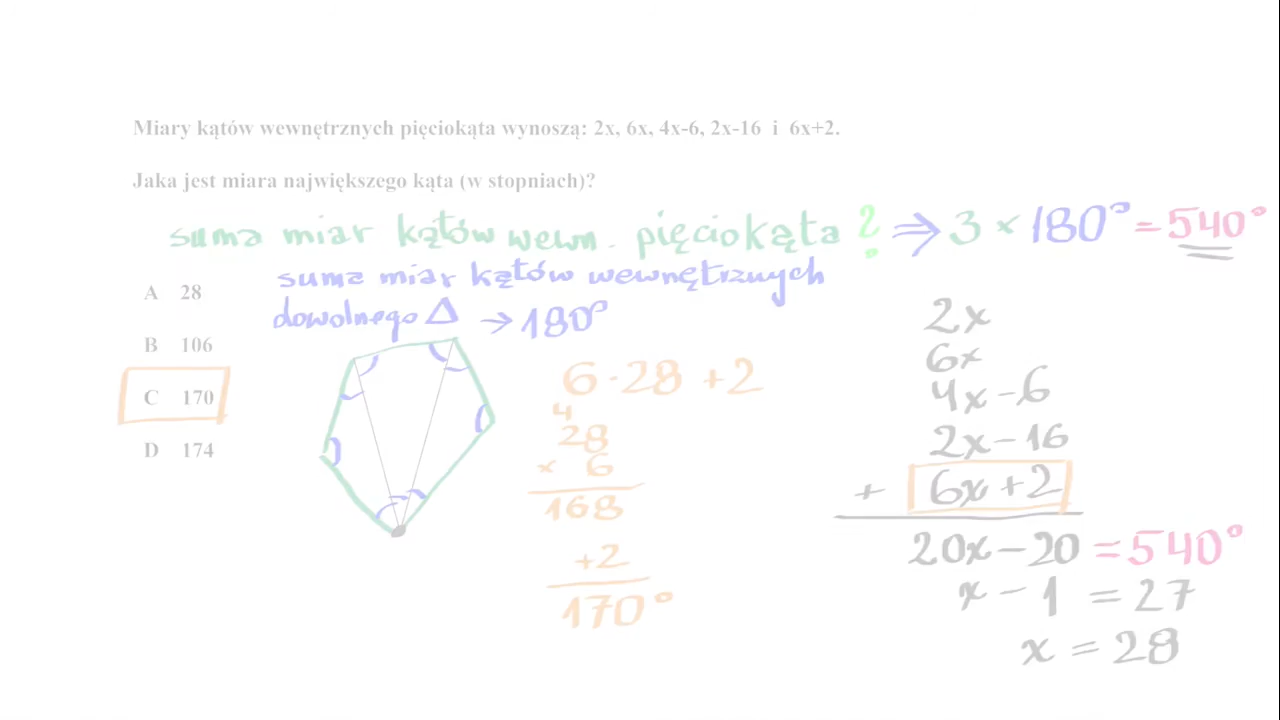 Miary kątów wewnętrznych pięciokąta wynoszą: 2x, 6x, 4x-6, 2x-16 i 6x+2.
Jaka jest miara największego kąta (w stopniach)?
suma miar kątów wewn. pięciokąta ? ⇒ 3 × 180° = 540°
suma miar kątów wewnętrznych
dowolnego Δ → 180°
A 28
B 106
C 170
D 174
6·28 +2
4
28
× 6
168
+2
170°
2x
6x
4x-6
2x-16
+ 6x+2
20x-20 = 540°
x - 1 = 27
x = 28